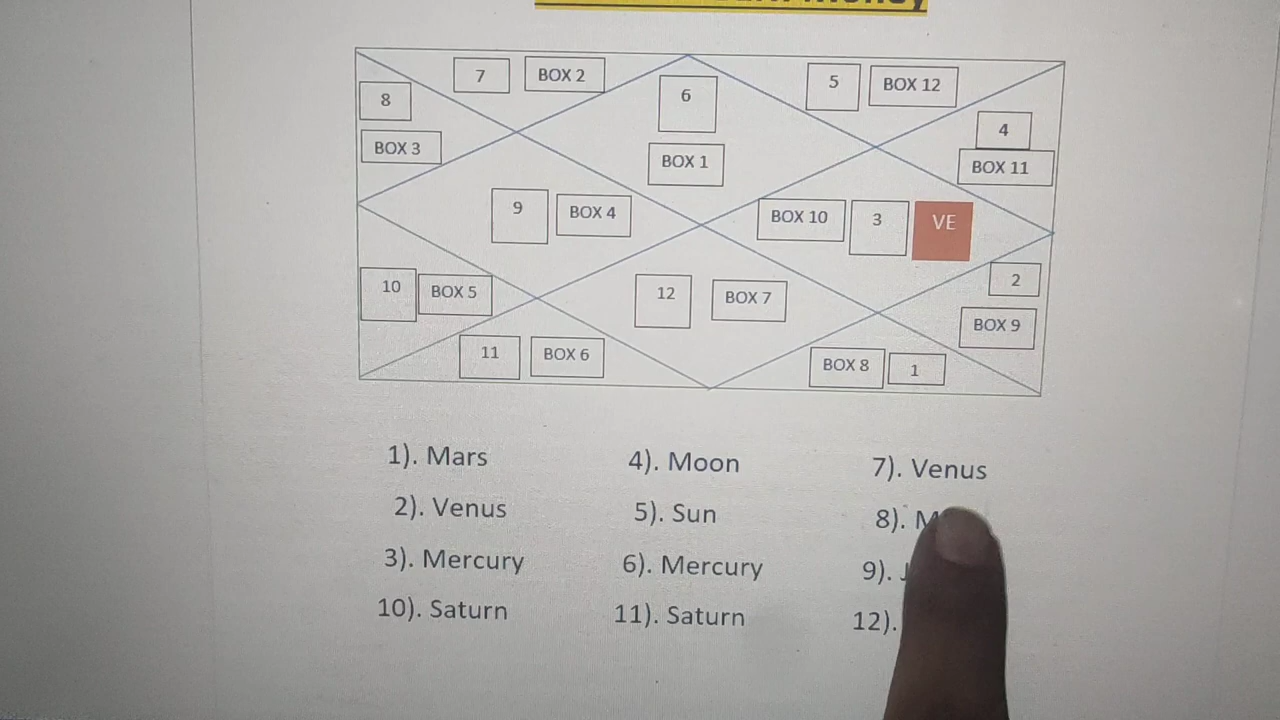 7 BOX 2 6 5 BOX 12
8 4
BOX 3 BOX 1 BOX 11
9 BOX 4 BOX 10 3 VE
10 BOX 5 12 BOX 7 2
BOX 9
11 BOX 6 BOX 8 1
1). Mars 4). Moon 7). Venus
2). Venus 5). Sun 8).
3). Mercury 6). Mercury 9).
10). Saturn 11). Saturn 12).